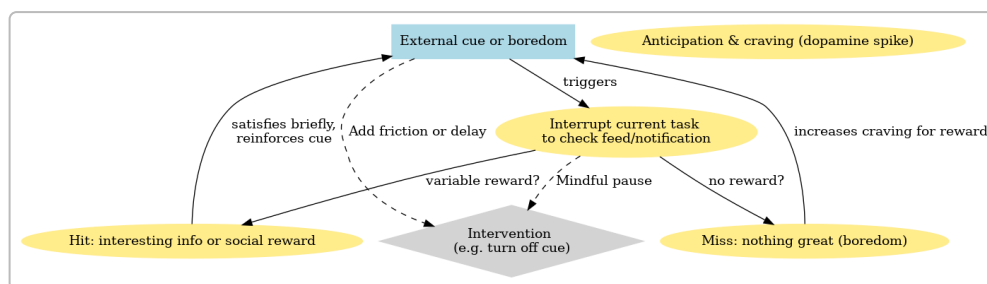 External cue or boredom
Anticipation & craving (dopamine spike)
triggers
satisfies briefly,
reinforces cue
Add friction or delay
Interrupt current task
to check feed/notification
increases craving for reward
variable reward?
Mindful pause
no reward?
Hit: interesting info or social reward
Intervention
(e.g. turn off cue)
Miss: nothing great (boredom)